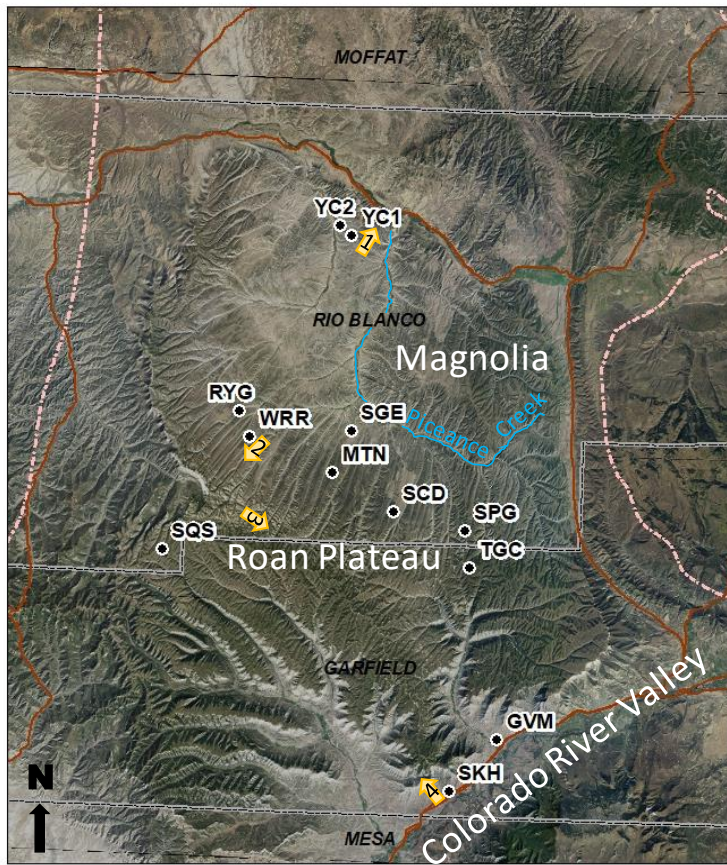 MOFFAT
YC2
YC1
1
RIO BLANCO
Magnolia
RYG
WRR
SGE
Piceance Creek
2
MTN
SCD
3
SPG
SQS
Roan Plateau
TGC
GARFIELD
GVM
Colorado River Valley
SKH
4
N
MESA